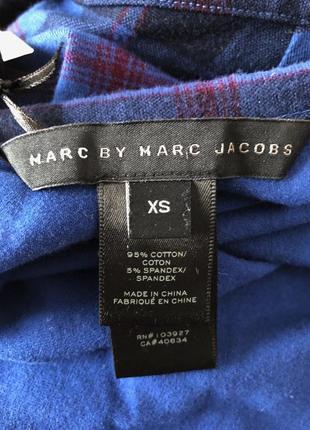 MARC BY MARC JACOBS
XS
95% COTTON/
COTON
5% SPANDEX/
SPANDEX
MADE IN CHINA
FABRIQUÉ EN CHINE
RN#103927
CA#40634